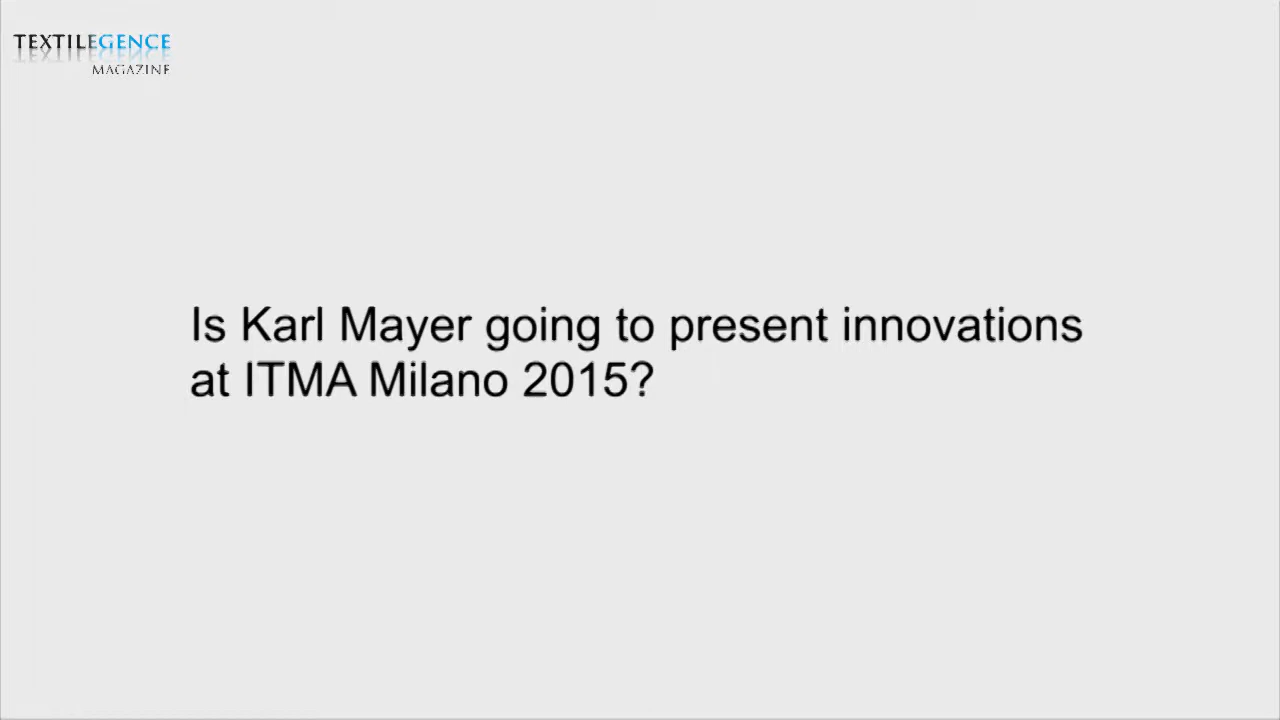 TEXTILEGENCE
MAGAZINE
Is Karl Mayer going to present innovations
at ITMA Milano 2015?